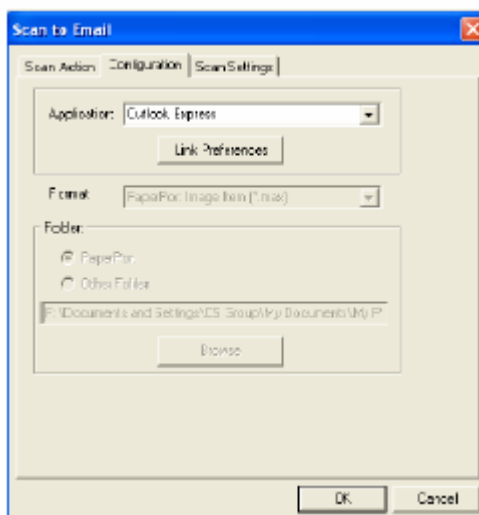 Scan to Email
Scan Action Configuration Scan Settings
Application: Outlook Express
Link Preferences
Format PaperPort Image Item (*.max)
Folder
PaperPort
Other Folder
F:\Documents and Settings\CS Group\My Documents\My P
Browse
OK Cancel